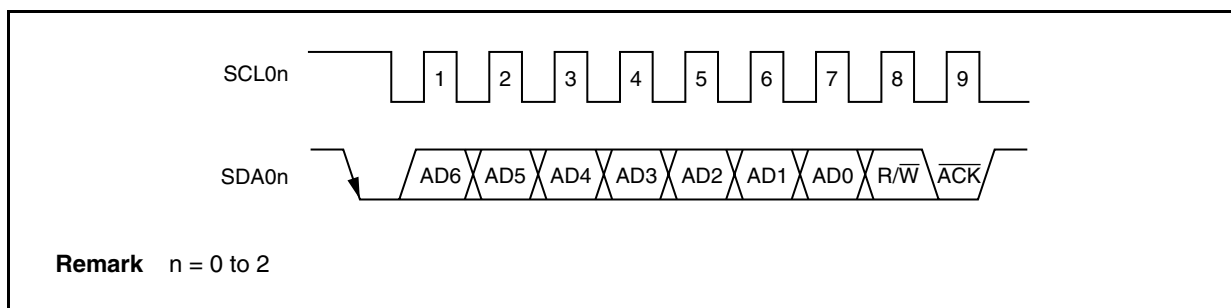 SCL0n 1 2 3 4 5 6 7 8 9
SDA0n AD6 AD5 AD4 AD3 AD2 AD1 AD0 R/W̅ A̅C̅K̅
Remark n = 0 to 2